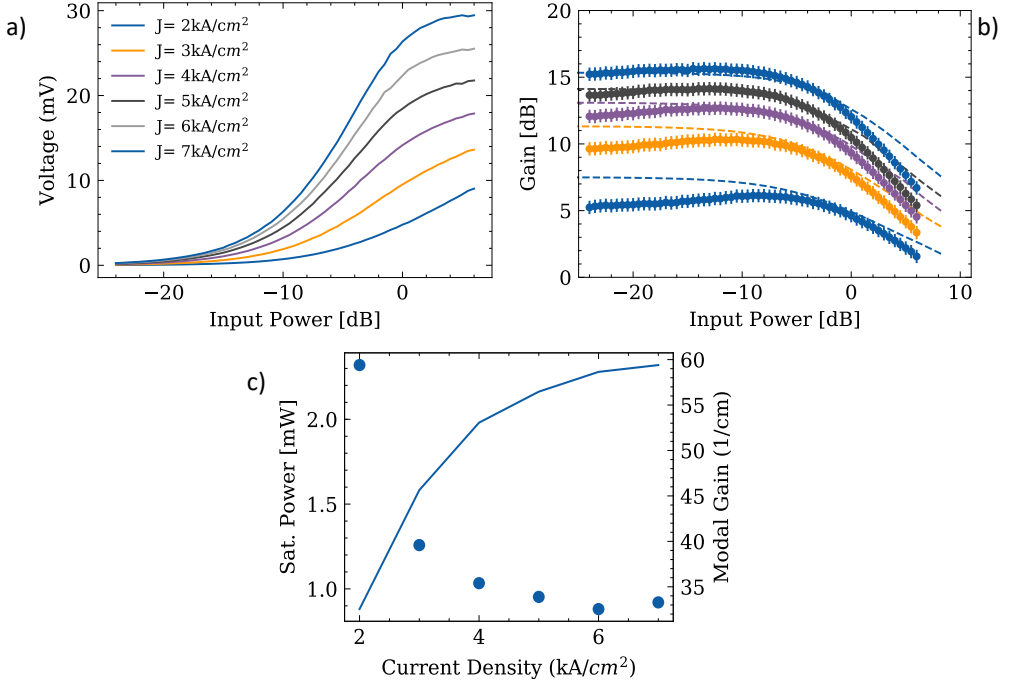 a)
30
20
10
0
Voltage (mV)
J= 2kA/cm²
J= 3kA/cm²
J= 4kA/cm²
J= 5kA/cm²
J= 6kA/cm²
J= 7kA/cm²
−20
−10
0
Input Power [dB]
b)
20
15
10
5
0
Gain [dB]
−20
−10
0
10
Input Power [dB]
c)
2.0
1.5
1.0
Sat. Power [mW]
60
55
50
45
40
35
Modal Gain (1/cm)
2
4
6
Current Density (kA/cm²)